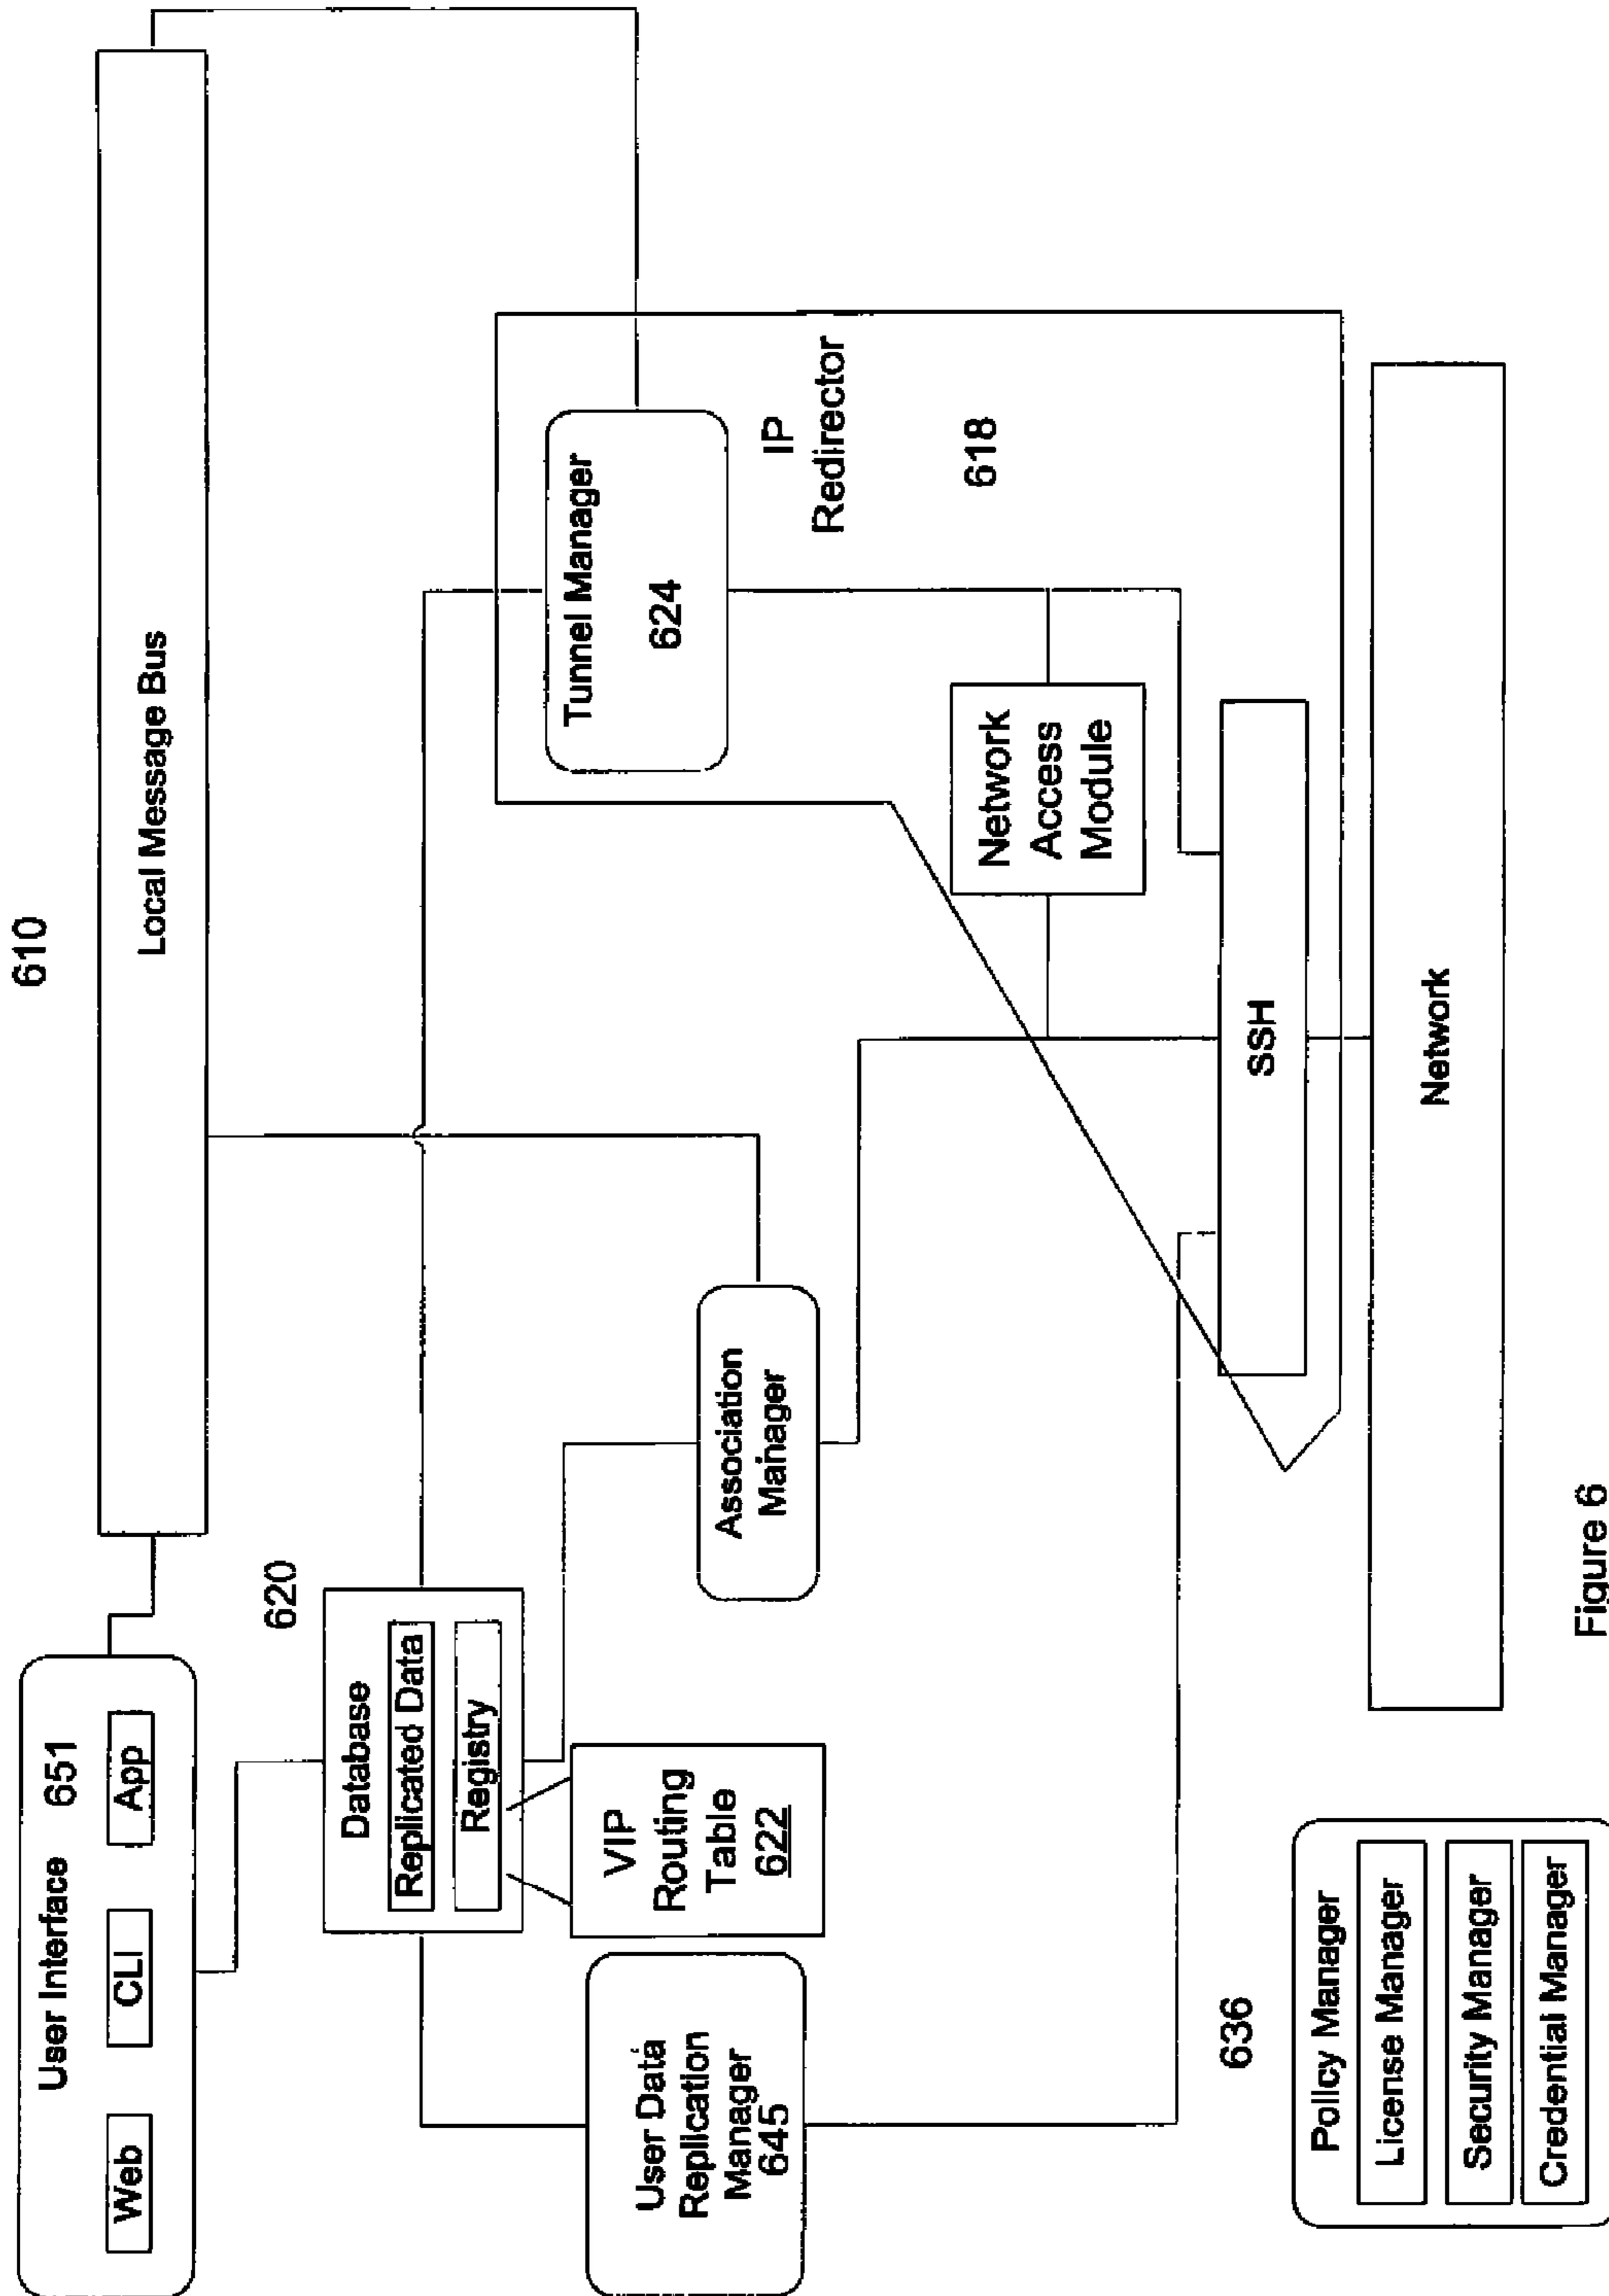 610
User Interface 651
Web
CLI
App
Local Message Bus
620
Database
Replicated Data
Registry
VIP
Routing
Table
622
User Data
Replication
Manager
645
Association
Manager
Tunnel Manager
624
IP
Redirector
618
Network
Access
Module
SSH
Network
636
Policy Manager
License Manager
Security Manager
Credential Manager
Figure 6